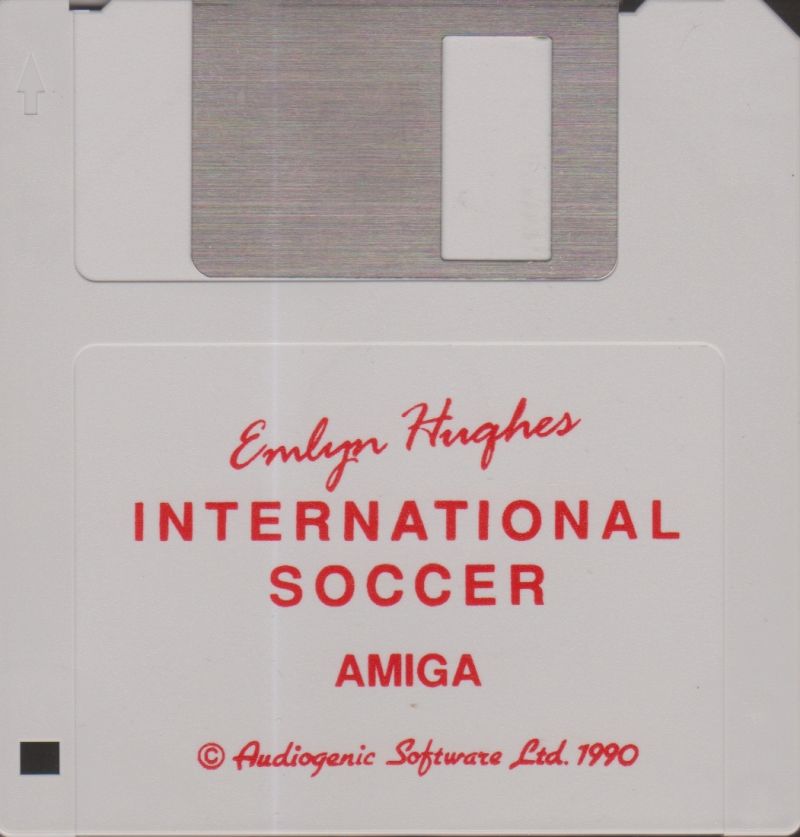 Emlyn Hughes
INTERNATIONAL
SOCCER
AMIGA
© Audiogenic Software Ltd. 1990